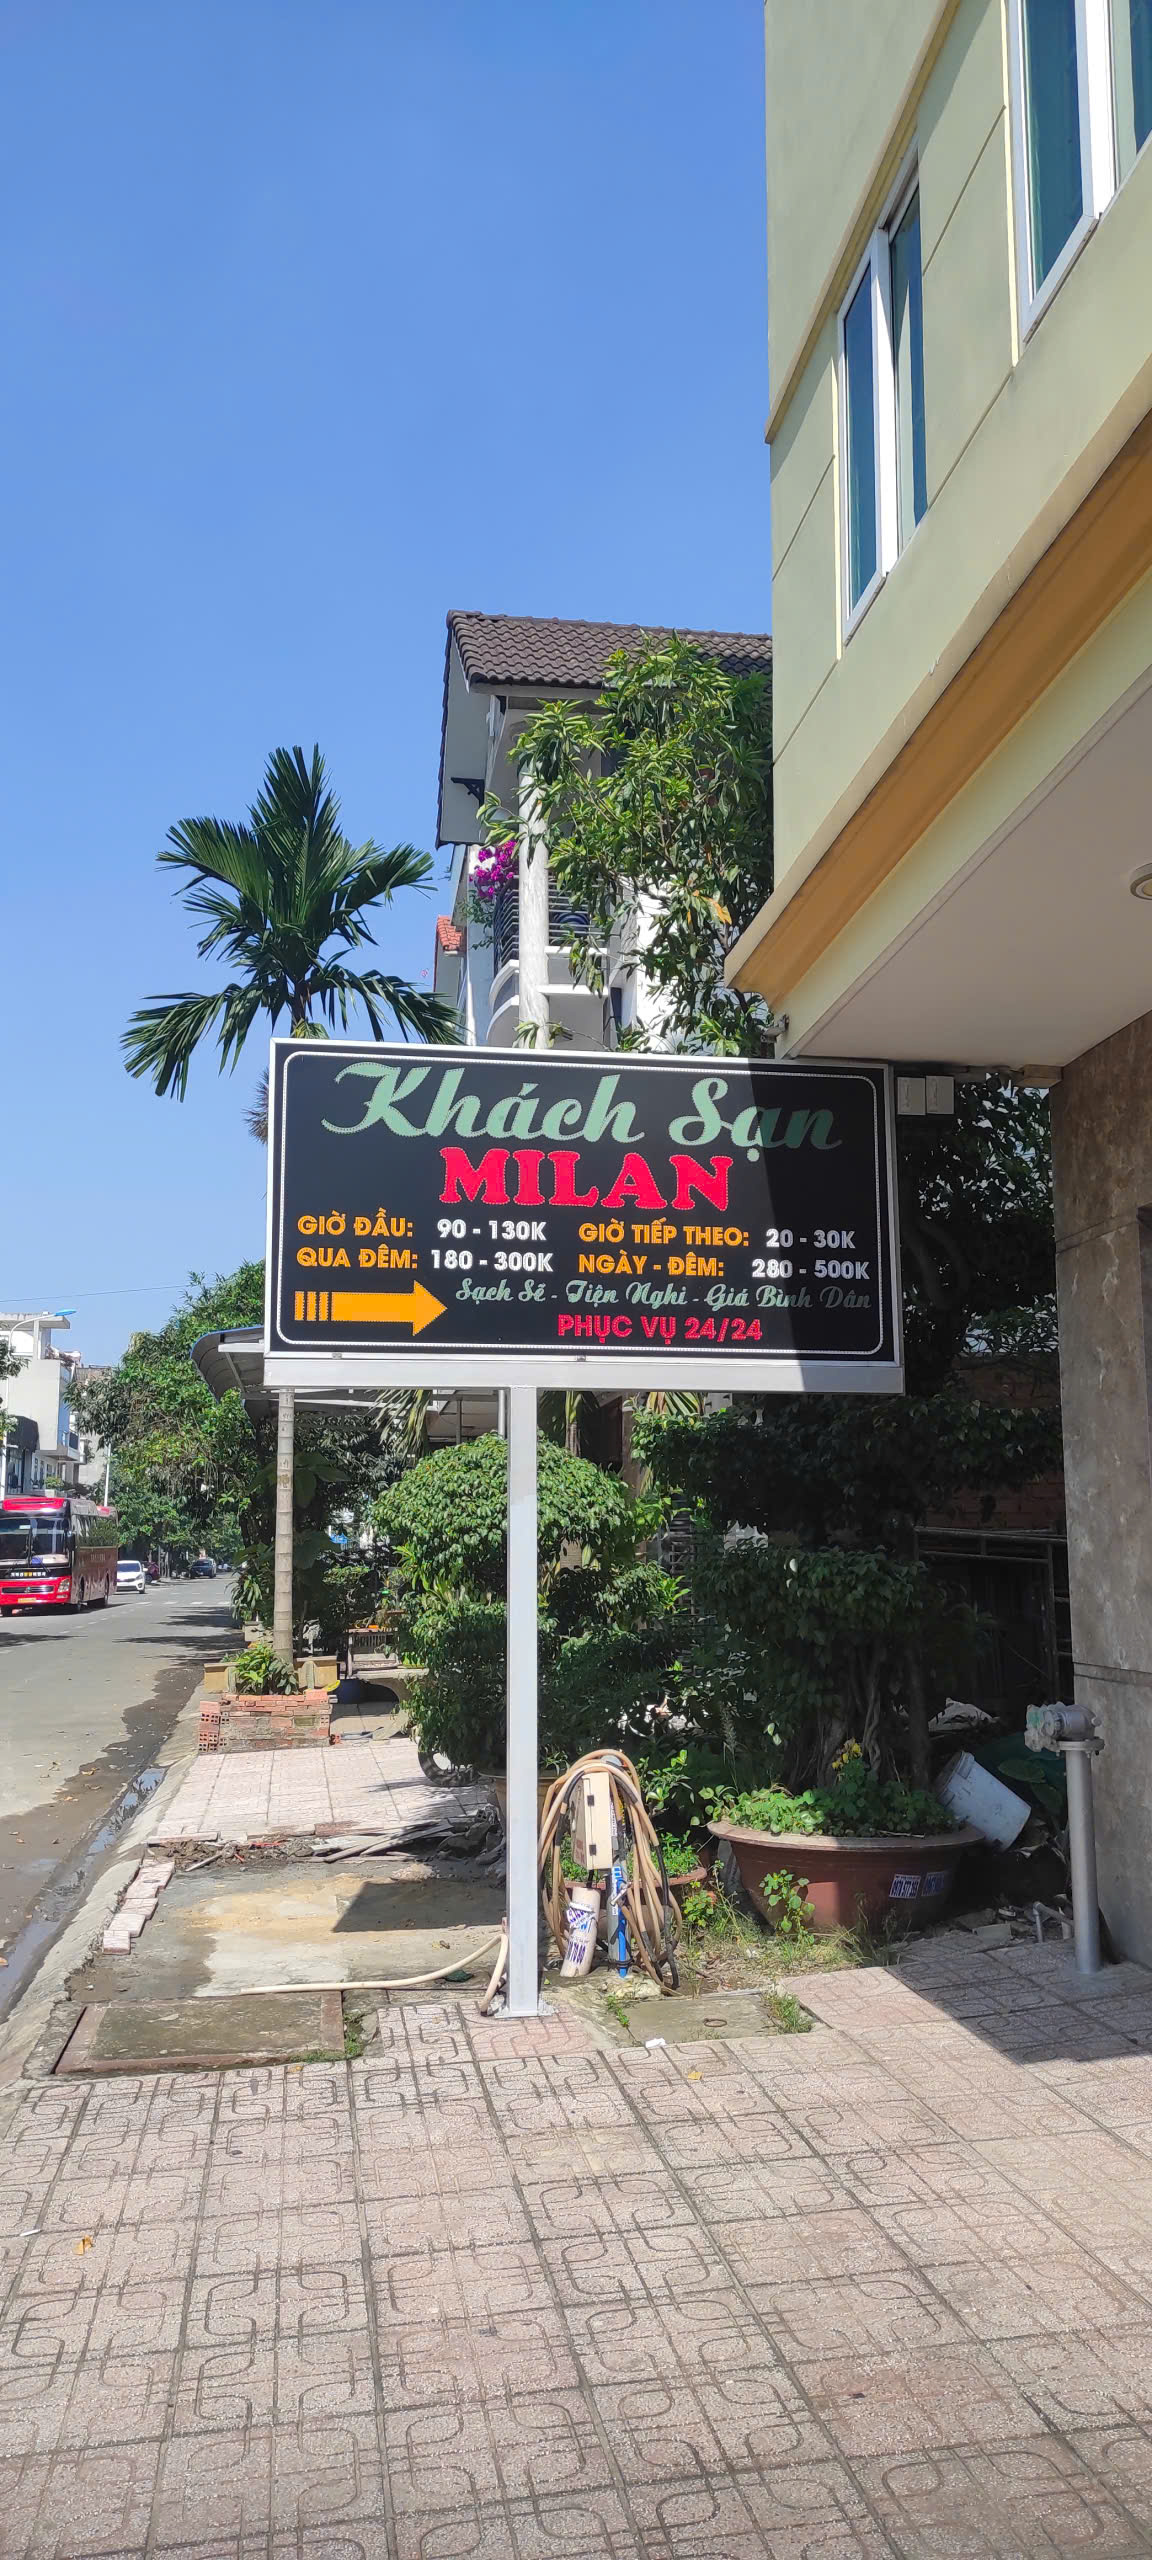 Khách Sạn
MILAN
GIỜ ĐẦU: 90 - 130K GIỜ TIẾP THEO: 20 - 30K
QUA ĐÊM: 180 - 300K NGÀY - ĐÊM: 280 - 500K
Sạch Sẽ - Tiện Nghi - Giá Bình Dân
PHỤC VỤ 24/24